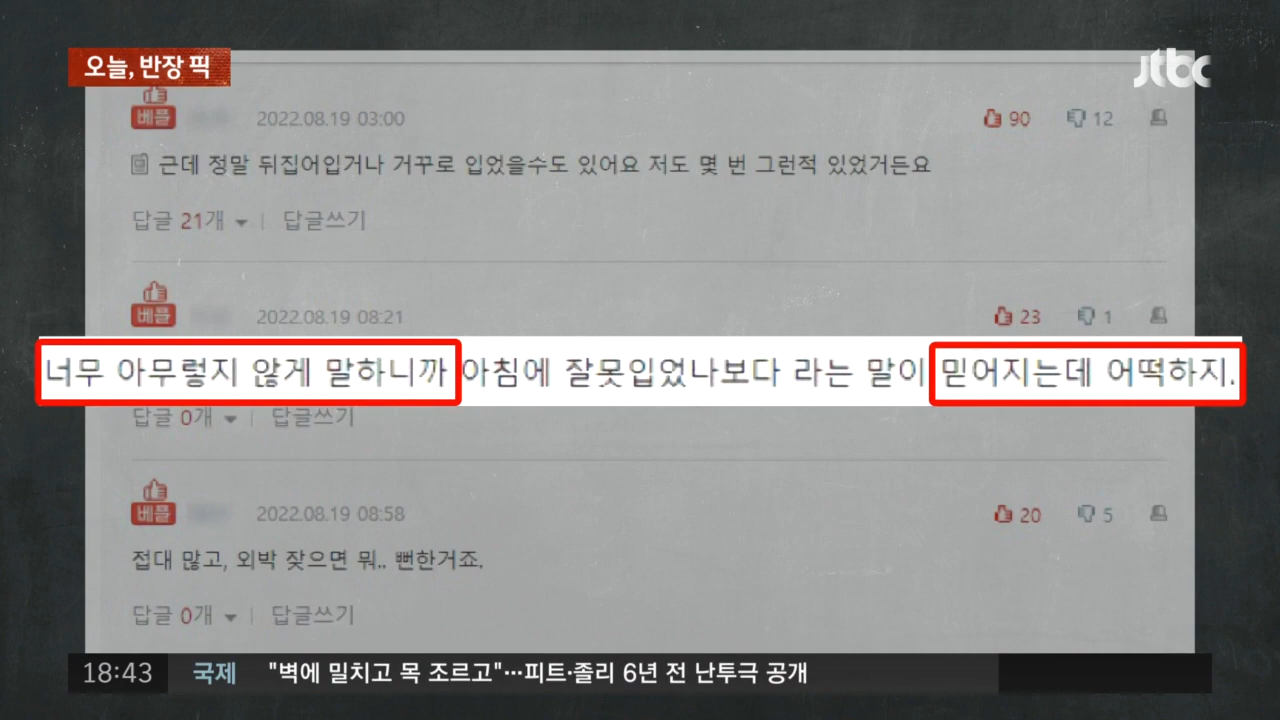 오늘, 반장 픽
jtbc
베플 2022.08.19 03:00 90 12
근데 정말 뒤집어입거나 거꾸로 입었을수도 있어요 저도 몇 번 그런적 있었거든요
답글 21개 답글쓰기
베플 2022.08.19 08:21 23 1
너무 아무렇지 않게 말하니까 아침에 잘못입었나보다 라는 말이 믿어지는데 어떡하지.
답글 0개 답글쓰기
베플 2022.08.19 08:58 20 5
접대 많고, 외박 잦으면 뭐.. 뻔한거죠.
답글 0개 답글쓰기
18:43 국제 "벽에 밀치고 목 조르고"…피트·졸리 6년 전 난투극 공개